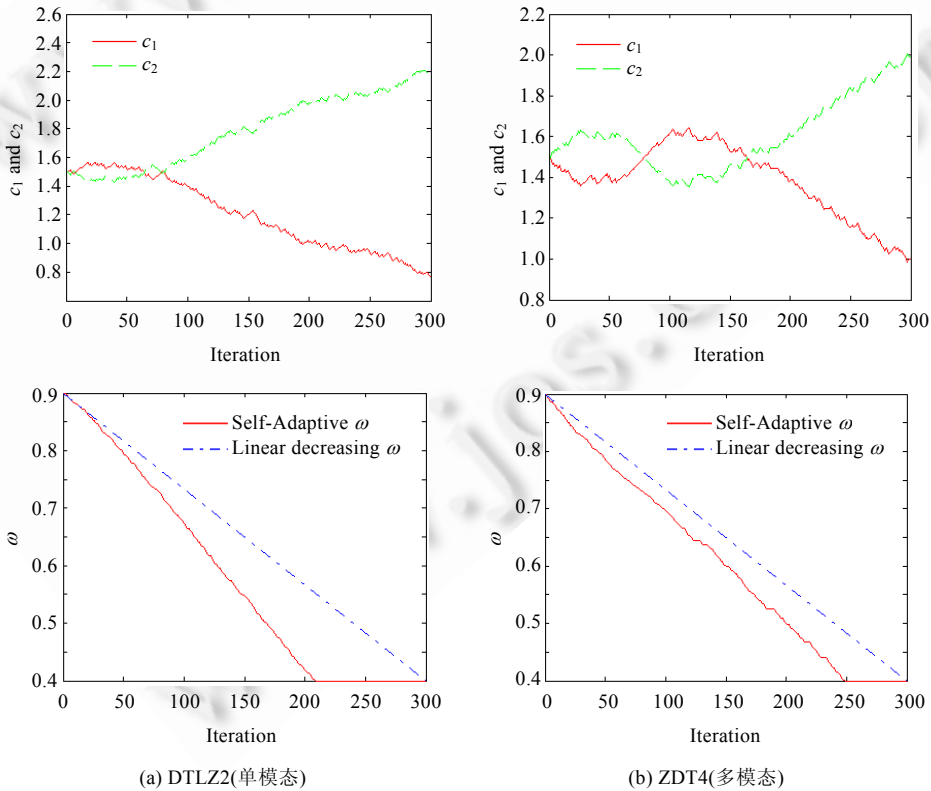 2.6
2.4
2.2
2.0
1.8
1.6
1.4
1.2
1.0
0.8
c1 and c2
c1
c2
0 50 100 150 200 250 300
Iteration
2.2
2.0
1.8
1.6
1.4
1.2
1.0
0.8
c1 and c2
c1
c2
0 50 100 150 200 250 300
Iteration
0.9
0.8
0.7
0.6
0.5
0.4
ω
Self-Adaptive ω
Linear decreasing ω
0 50 100 150 200 250 300
Iteration
(a) DTLZ2(单模态)
0.9
0.8
0.7
0.6
0.5
0.4
ω
Self-Adaptive ω
Linear decreasing ω
0 50 100 150 200 250 300
Iteration
(b) ZDT4(多模态)